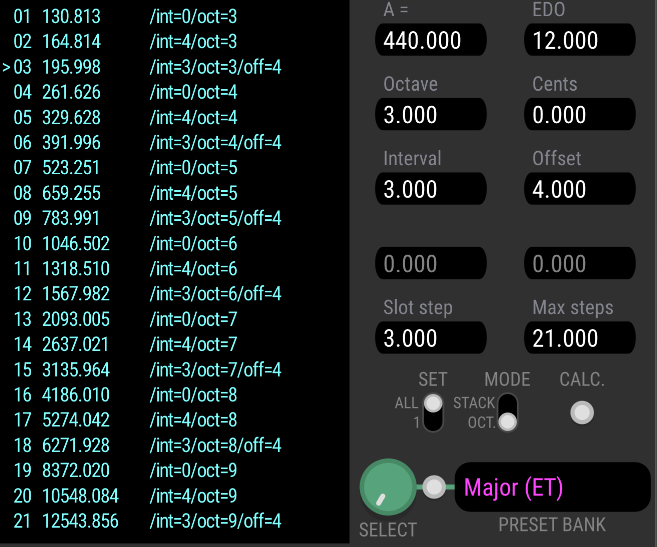 01 130.813 /int=0/oct=3
02 164.814 /int=4/oct=3
>03 195.998 /int=3/oct=3/off=4
04 261.626 /int=0/oct=4
05 329.628 /int=4/oct=4
06 391.996 /int=3/oct=4/off=4
07 523.251 /int=0/oct=5
08 659.255 /int=4/oct=5
09 783.991 /int=3/oct=5/off=4
10 1046.502 /int=0/oct=6
11 1318.510 /int=4/oct=6
12 1567.982 /int=3/oct=6/off=4
13 2093.005 /int=0/oct=7
14 2637.021 /int=4/oct=7
15 3135.964 /int=3/oct=7/off=4
16 4186.010 /int=0/oct=8
17 5274.042 /int=4/oct=8
18 6271.928 /int=3/oct=8/off=4
19 8372.020 /int=0/oct=9
20 10548.084 /int=4/oct=9
21 12543.856 /int=3/oct=9/off=4
A = EDO
440.000 12.000
Octave Cents
3.000 0.000
Interval Offset
3.000 4.000
0.000 0.000
Slot step Max steps
3.000 21.000
SET MODE CALC.
ALL STACK
1 OCT.
Major (ET)
SELECT PRESET BANK